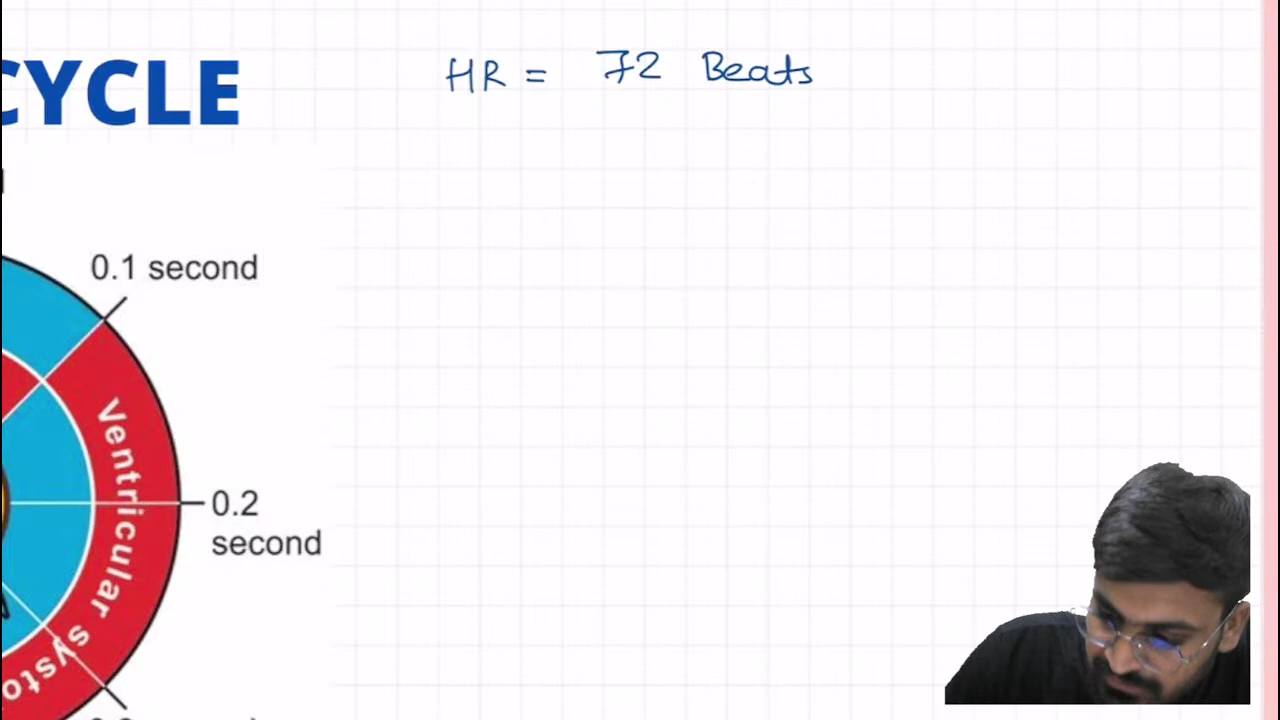 CYCLE
HR = 72 Beats
0.1 second
Ventricular systo
0.2
second